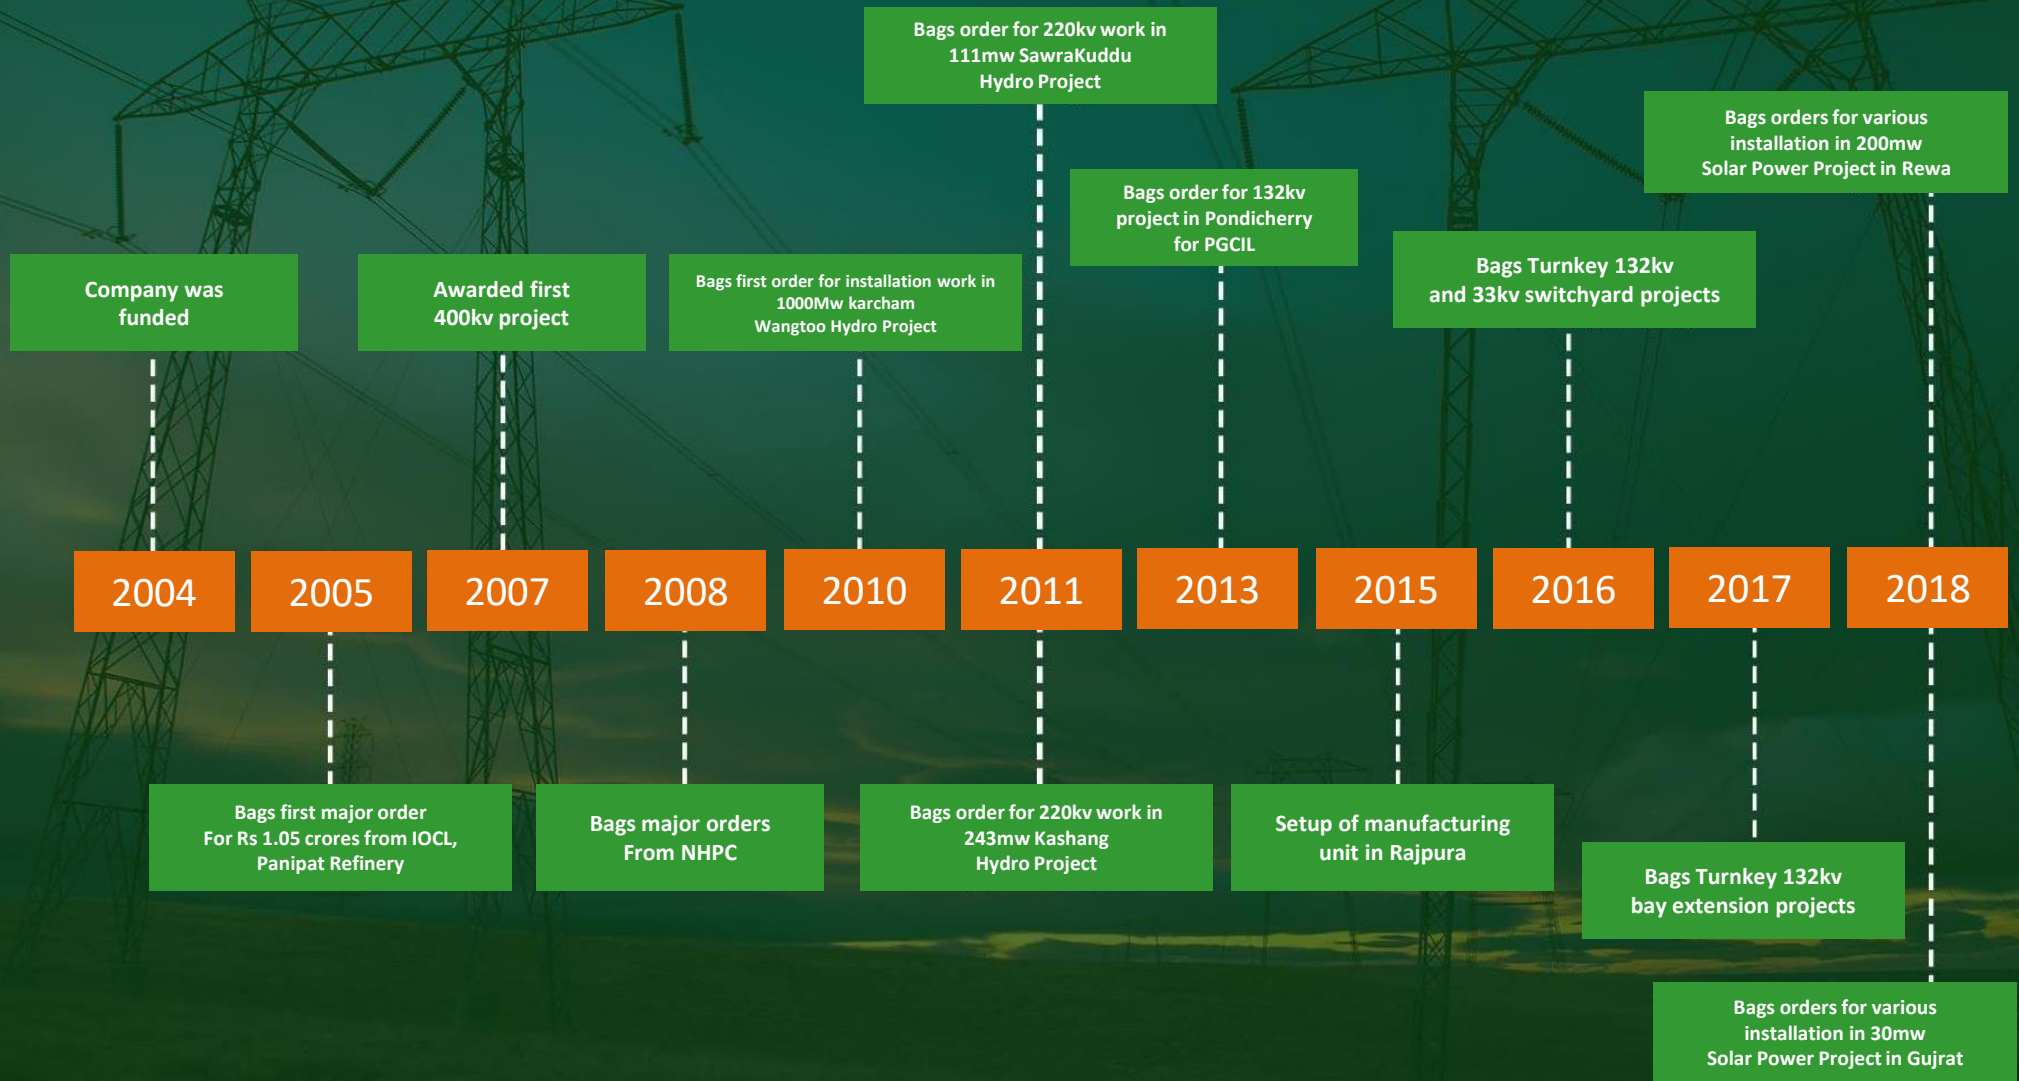 Bags order for 220kv work in
111mw SawraKuddu
Hydro Project
Bags orders for various
installation in 200mw
Solar Power Project in Rewa
Bags order for 132kv
project in Pondicherry
for PGCIL
Bags Turnkey 132kv
and 33kv switchyard projects
Company was
funded
Awarded first
400kv project
Bags first order for installation work in
1000Mw karcham
Wangtoo Hydro Project
2004
2005
2007
2008
2010
2011
2013
2015
2016
2017
2018
Bags first major order
For Rs 1.05 crores from IOCL,
Panipat Refinery
Bags major orders
From NHPC
Bags order for 220kv work in
243mw Kashang
Hydro Project
Setup of manufacturing
unit in Rajpura
Bags Turnkey 132kv
bay extension projects
Bags orders for various
installation in 30mw
Solar Power Project in Gujrat